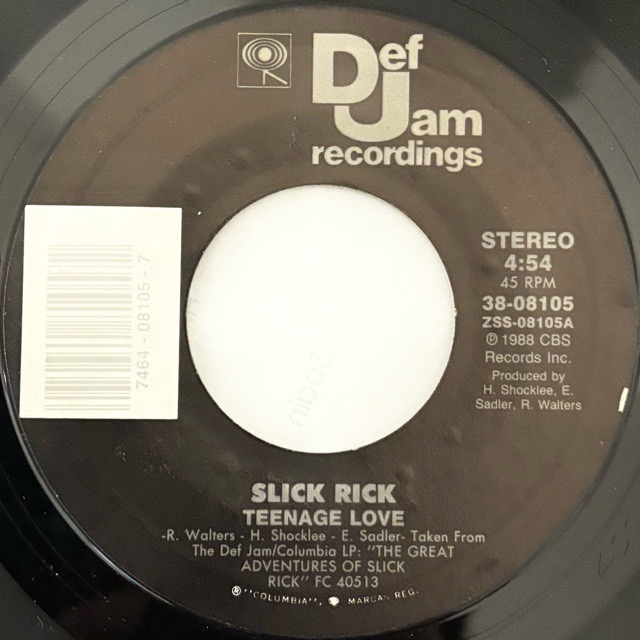 Def
Jam
recordings
7464 - 08105 - 7
STEREO
4:54
45 RPM
38-08105
ZSS-08105A
℗ 1988 CBS
Records Inc.
Produced by
H. Shocklee, E.
Sadler, R. Walters
SLICK RICK
TEENAGE LOVE
-R. Walters - H. Shocklee - E. Sadler- Taken From
The Def Jam/Columbia LP: "THE GREAT
ADVENTURES OF SLICK
RICK" FC 40513
® "COLUMBIA", MARCAS REG.